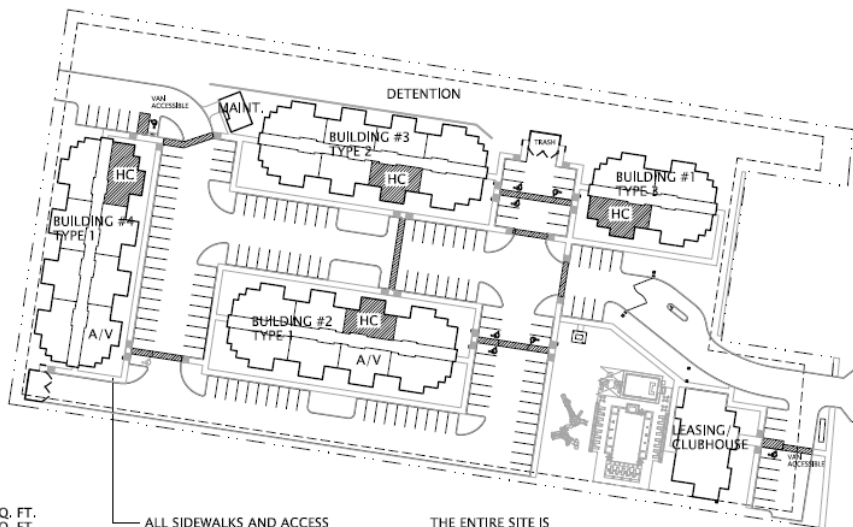 DETENTION
VAN
ACCESSIBLE
MAINT.
BUILDING #3
TYPE 2
HC
TRASH
BUILDING #1
TYPE 3
HC
HC
BUILDING #4
TYPE 1
A/V
BUILDING #2
TYPE 1
HC
A/V
LEASING/
CLUBHOUSE
VAN
ACCESSIBLE
Q. FT.
Q. FT.
ALL SIDEWALKS AND ACCESS
THE ENTIRE SITE IS